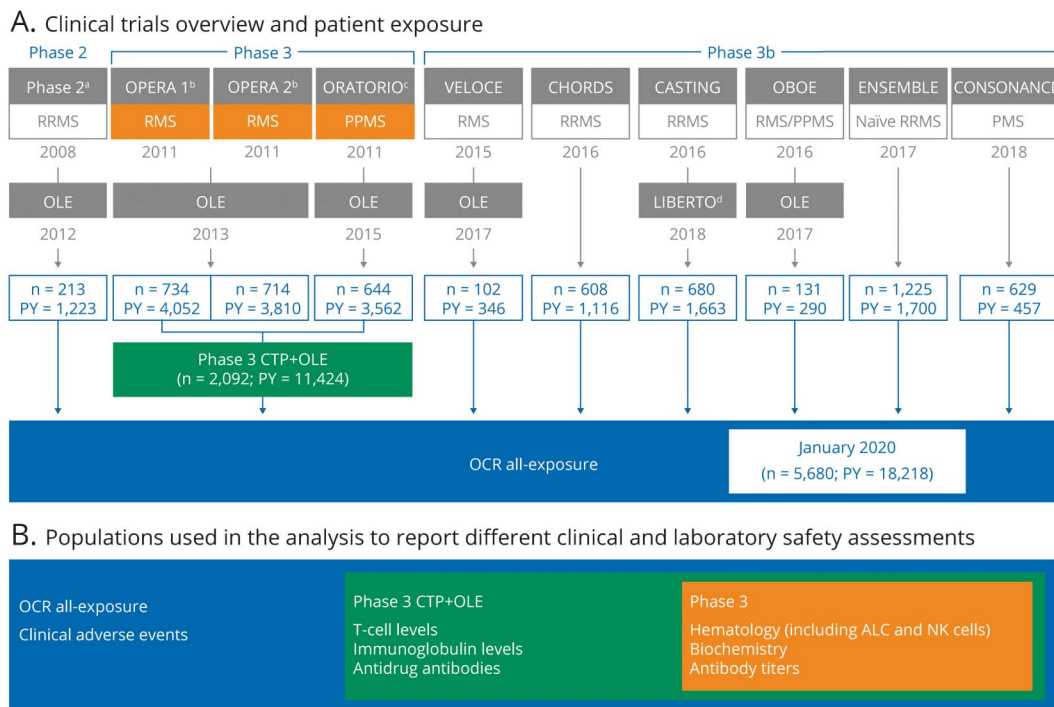 A. Clinical trials overview and patient exposure
Phase 2 Phase 3 Phase 3b
Phase 2ᵃ OPERA 1ᵇ OPERA 2ᵇ ORATORIOᶜ VELOCE CHORDS CASTING OBOE ENSEMBLE CONSONANCE
RRMS RMS RMS PPMS RMS RRMS RRMS RMS/PPMS Naïve RRMS PMS
2008 2011 2011 2011 2015 2016 2016 2016 2017 2018
OLE OLE OLE OLE LIBERTOᵈ OLE
2012 2013 2015 2017 2018 2017
n = 213 n = 734 n = 714 n = 644 n = 102 n = 608 n = 680 n = 131 n = 1,225 n = 629
PY = 1,223 PY = 4,052 PY = 3,810 PY = 3,562 PY = 346 PY = 1,116 PY = 1,663 PY = 290 PY = 1,700 PY = 457
Phase 3 CTP+OLE
(n = 2,092; PY = 11,424)
OCR all-exposure
January 2020
(n = 5,680; PY = 18,218)
B. Populations used in the analysis to report different clinical and laboratory safety assessments
OCR all-exposure
Clinical adverse events
Phase 3 CTP+OLE
T-cell levels
Immunoglobulin levels
Antidrug antibodies
Phase 3
Hematology (including ALC and NK cells)
Biochemistry
Antibody titers